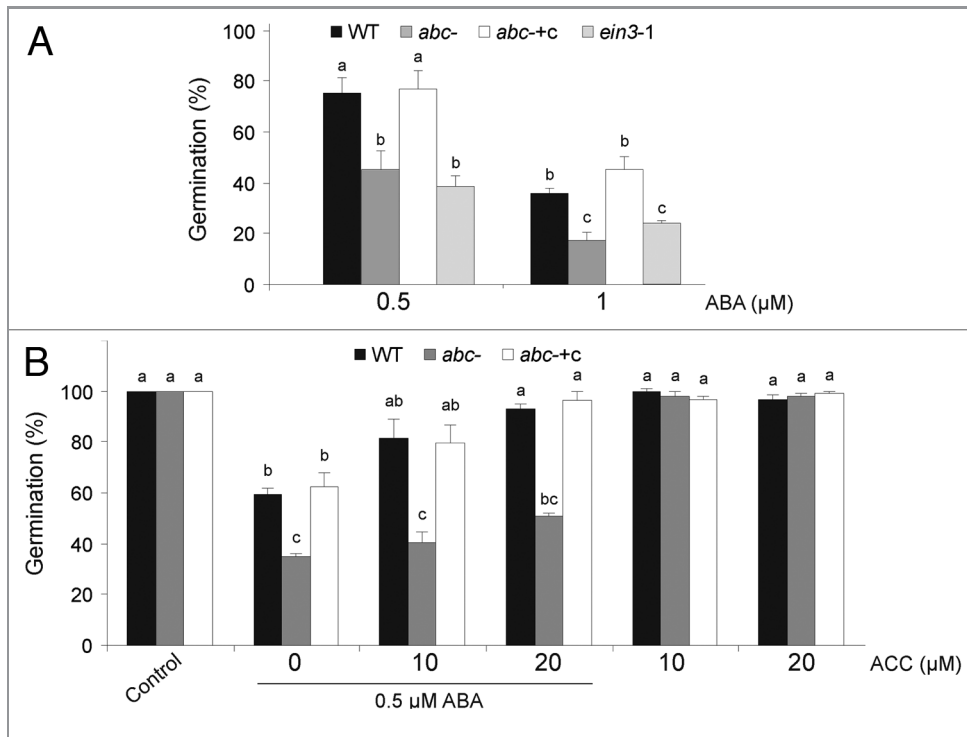 A
WT abc- abc-+c ein3-1
Germination (%)
100
80
60
40
20
0
a b a b
b c b c
0.5 1 ABA (µM)
B
WT abc- abc-+c
Germination (%)
100
80
60
40
20
0
a a a
b c b
ab c ab
a bc a
a a a
a a a
Control 0 10 20 10 20 ACC (µM)
0.5 µM ABA